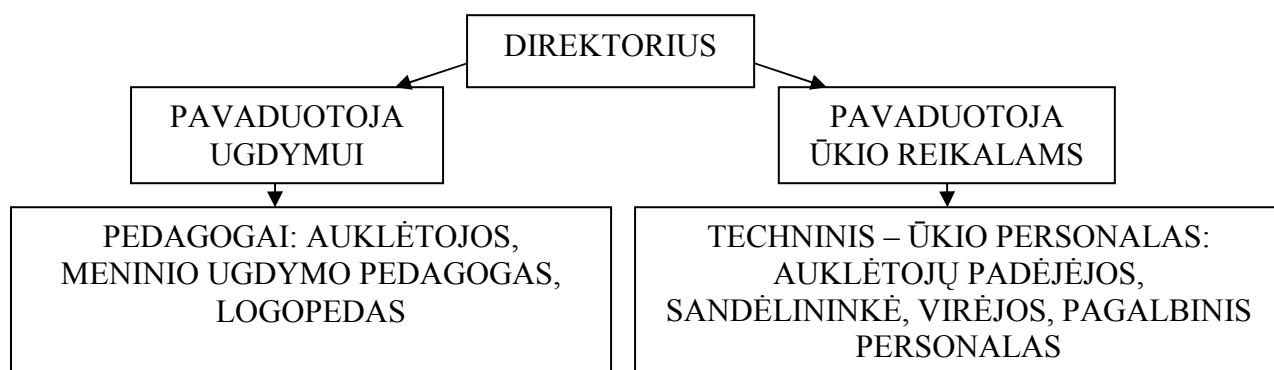 DIREKTORIUS
PAVADUOTOJA
UGDYMUI
PAVADUOTOJA
ŪKIO REIKALAMS
PEDAGOGAI: AUKLĖTOJOS,
MENINIO UGDYMO PEDAGOGAS,
LOGOPEDAS
TECHNINIS – ŪKIO PERSONALAS:
AUKLĖTOJŲ PADĖJĖJOS,
SANDĖLININKĖ, VIRĖJOS, PAGALBINIS
PERSONALAS